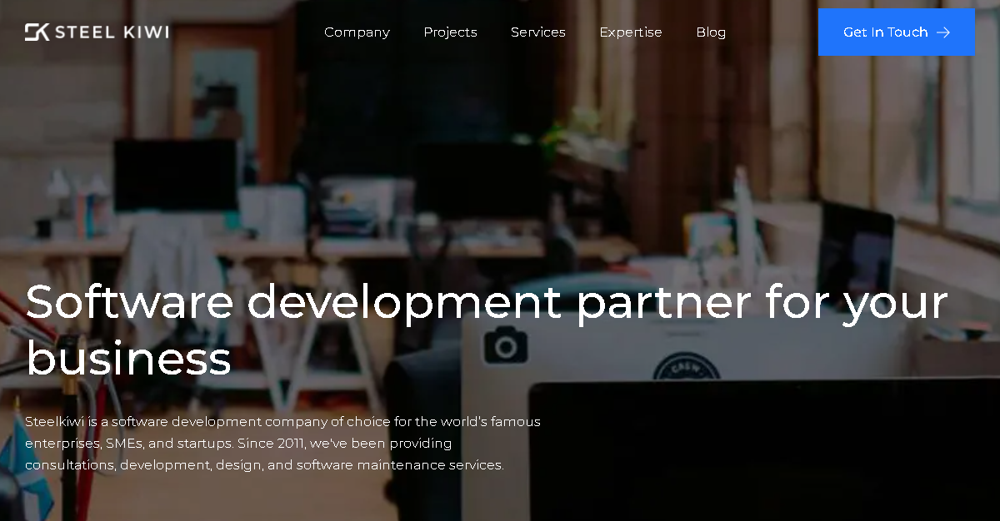 STEEL KIWI
Company
Projects
Services
Expertise
Blog
Get In Touch
Software development partner for your
business
Steelkiwi is a software development company of choice for the world's famous
enterprises, SMEs, and startups. Since 2011, we've been providing
consultations, development, design, and software maintenance services.
CREW